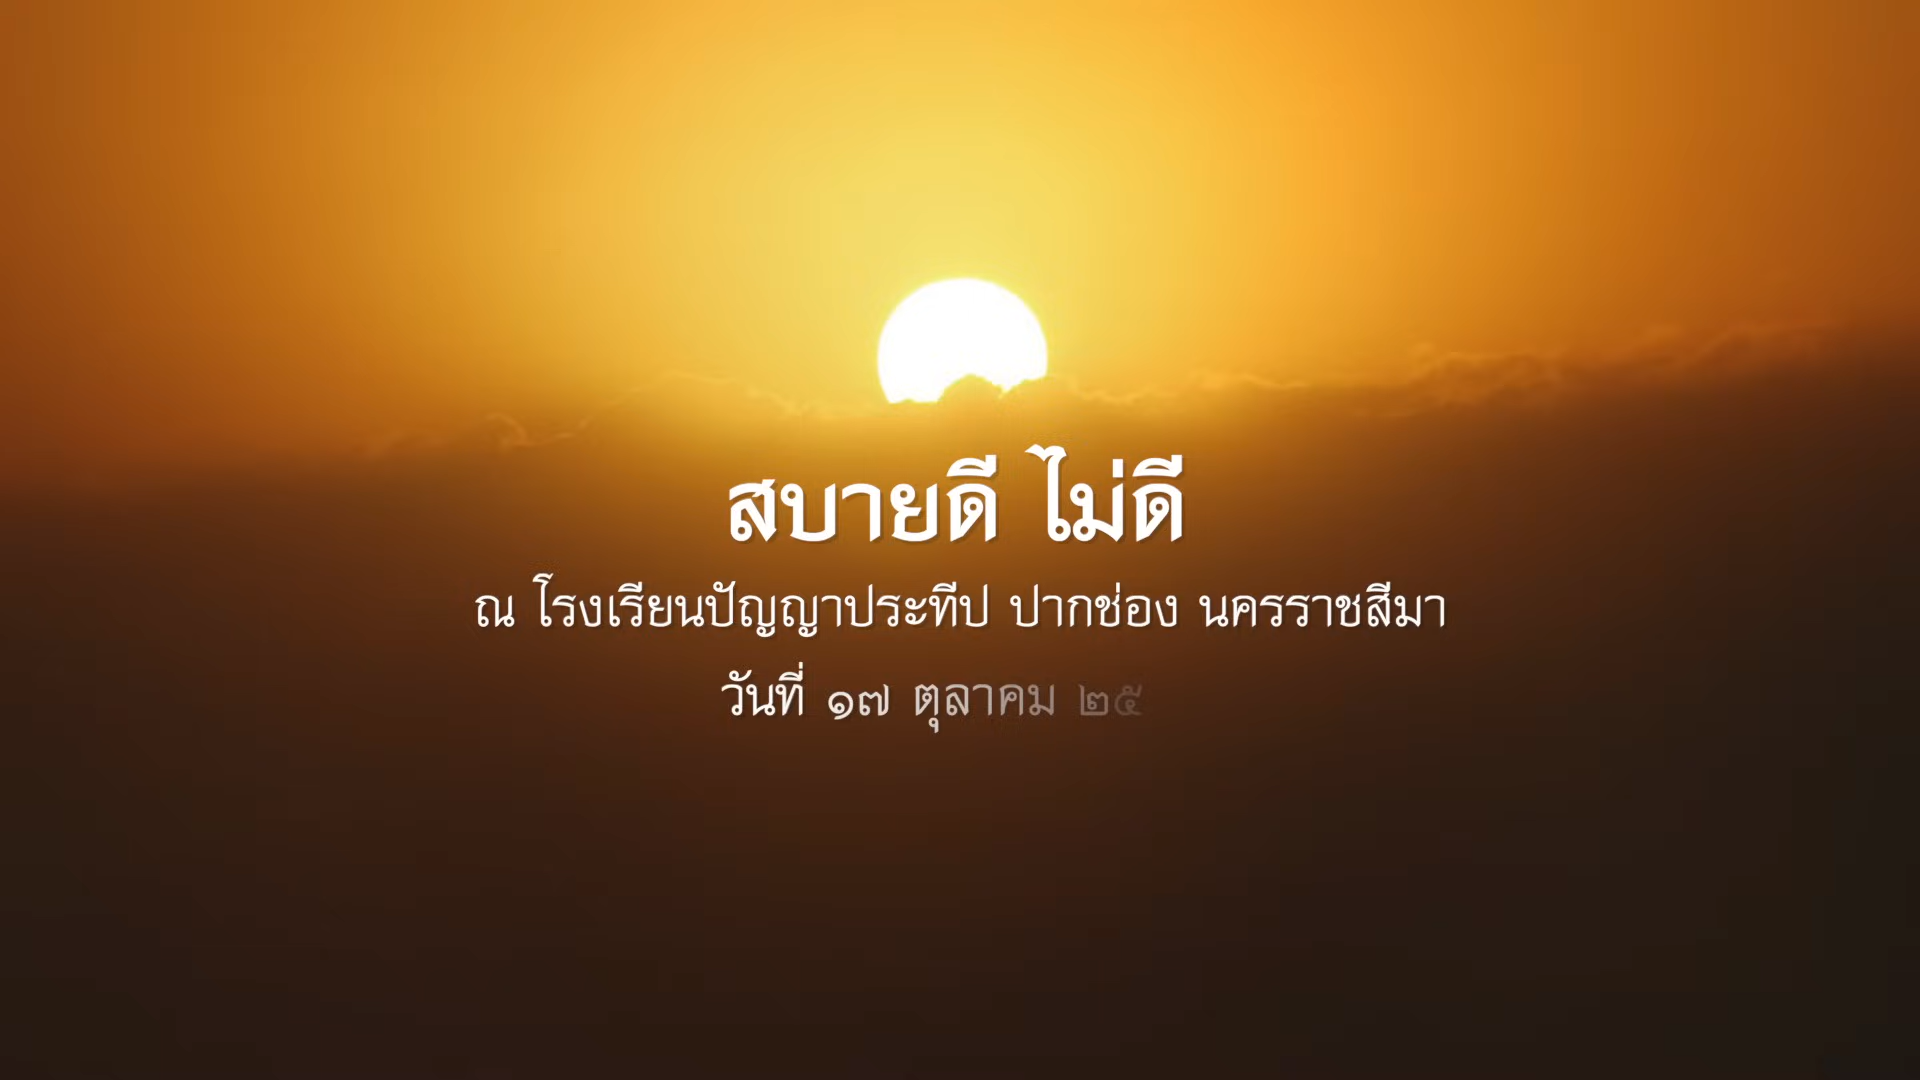 สบายดี ไม่ดี
ณ โรงเรียนปัญญาประทีป ปากช่อง นครราชสีมา
วันที่ ๑๗ ตุลาคม ๒๕